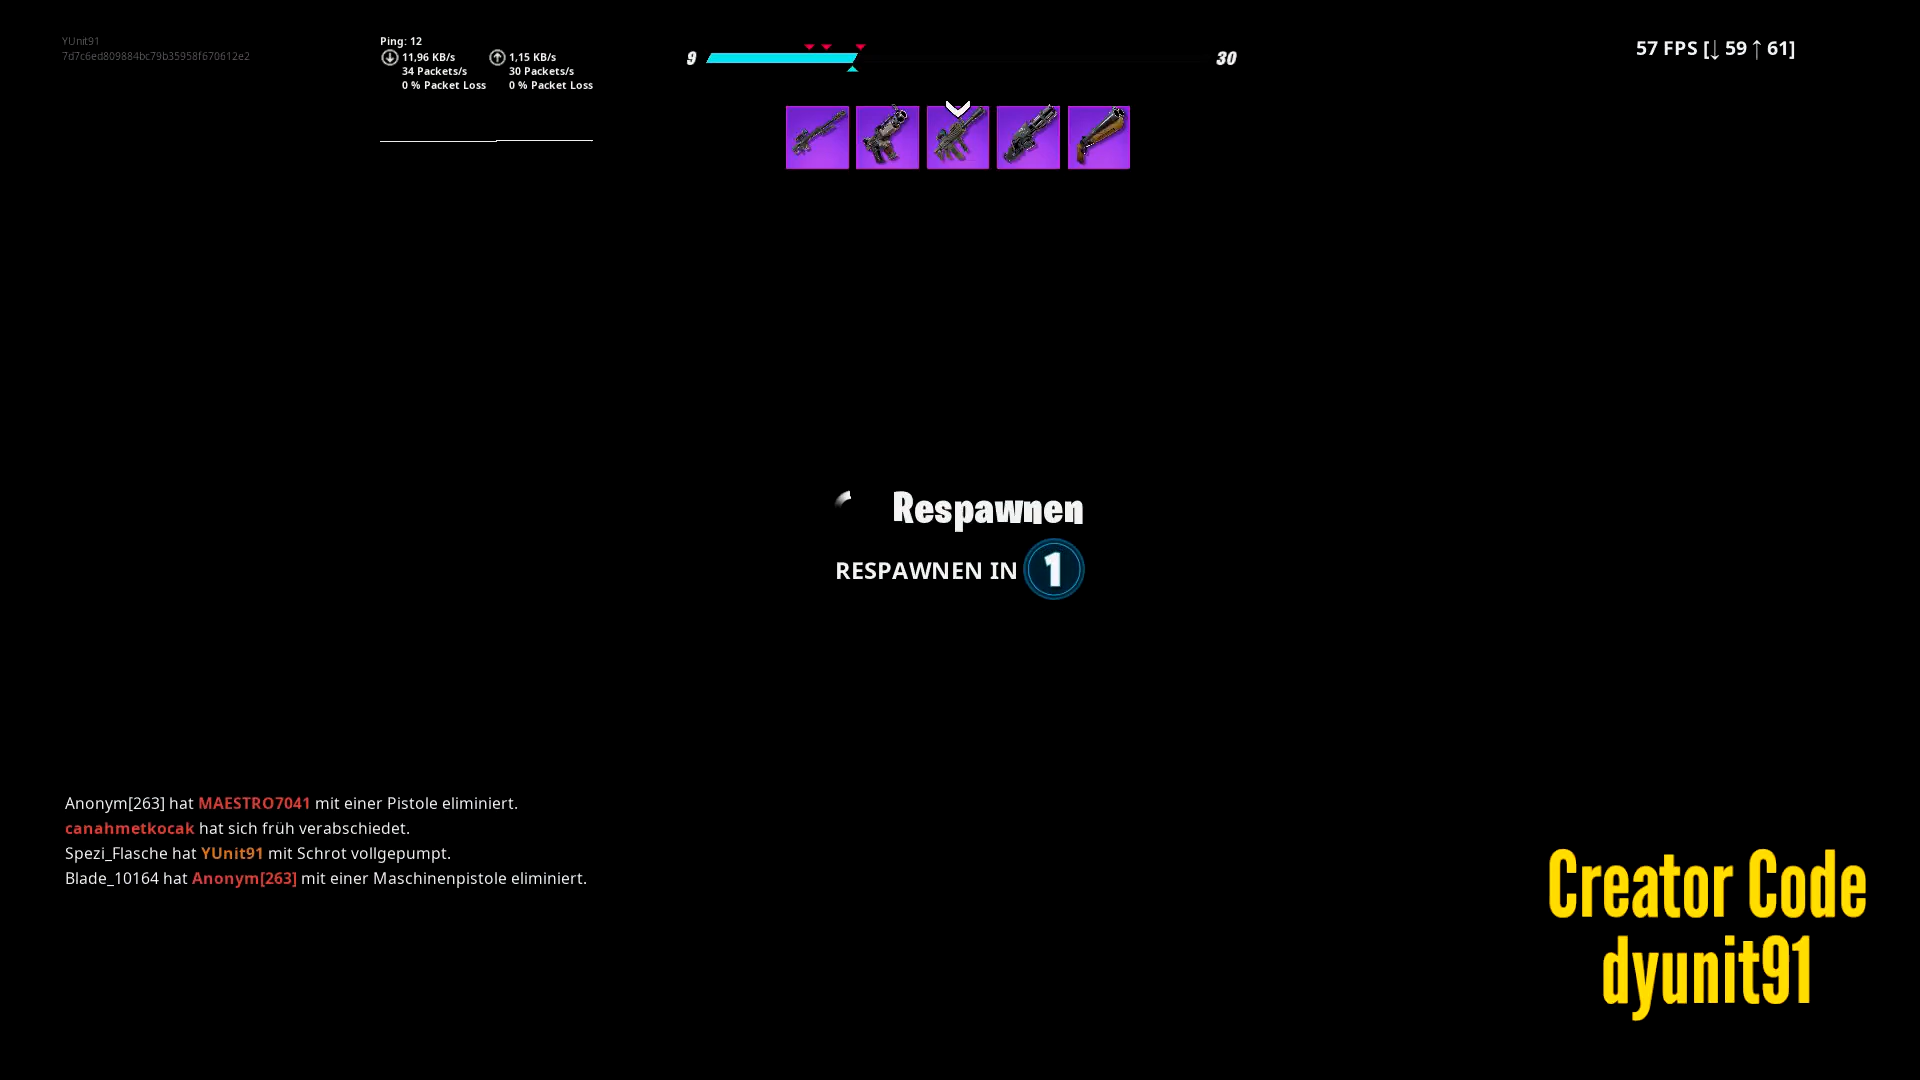 YUnit91
7d7c6ed809884bc79b35958f670612e2
Ping: 12
11,96 KB/s 1,15 KB/s
34 Packets/s 30 Packets/s
0 % Packet Loss 0 % Packet Loss
9 30
57 FPS [↓ 59 ↑ 61]
Respawnen
RESPAWNEN IN 1
Anonym[263] hat MAESTRO7041 mit einer Pistole eliminiert.
canahmetkocak hat sich früh verabschiedet.
Spezi_Flasche hat YUnit91 mit Schrot vollgepumpt.
Blade_10164 hat Anonym[263] mit einer Maschinenpistole eliminiert.
Creator Code
dyunit91